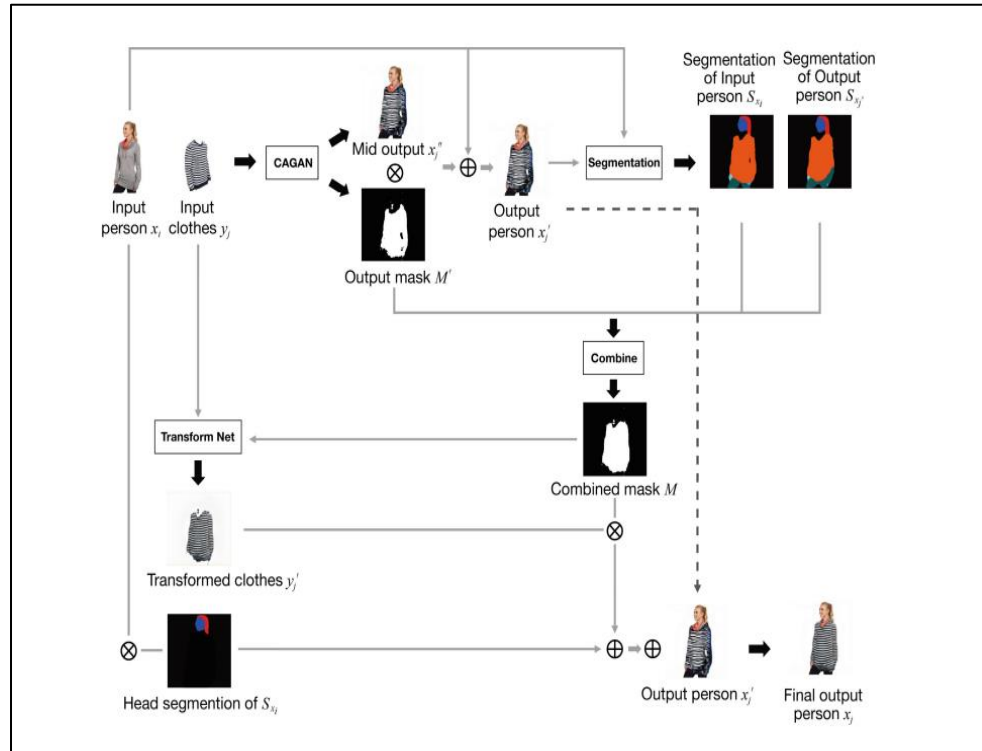 Segmentation
of Input
person S_{x_i}
Segmentation
of Output
person S_{x_j'}
CAGAN
Mid output x_j''
Segmentation
Input
person x_i
Input
clothes y_j
Output
person x_j'
Output mask M'
Combine
Transform Net
Combined mask M
Transformed clothes y_j'
Head segmention of S_{x_i}
Output person x_j'
Final output
person x_j